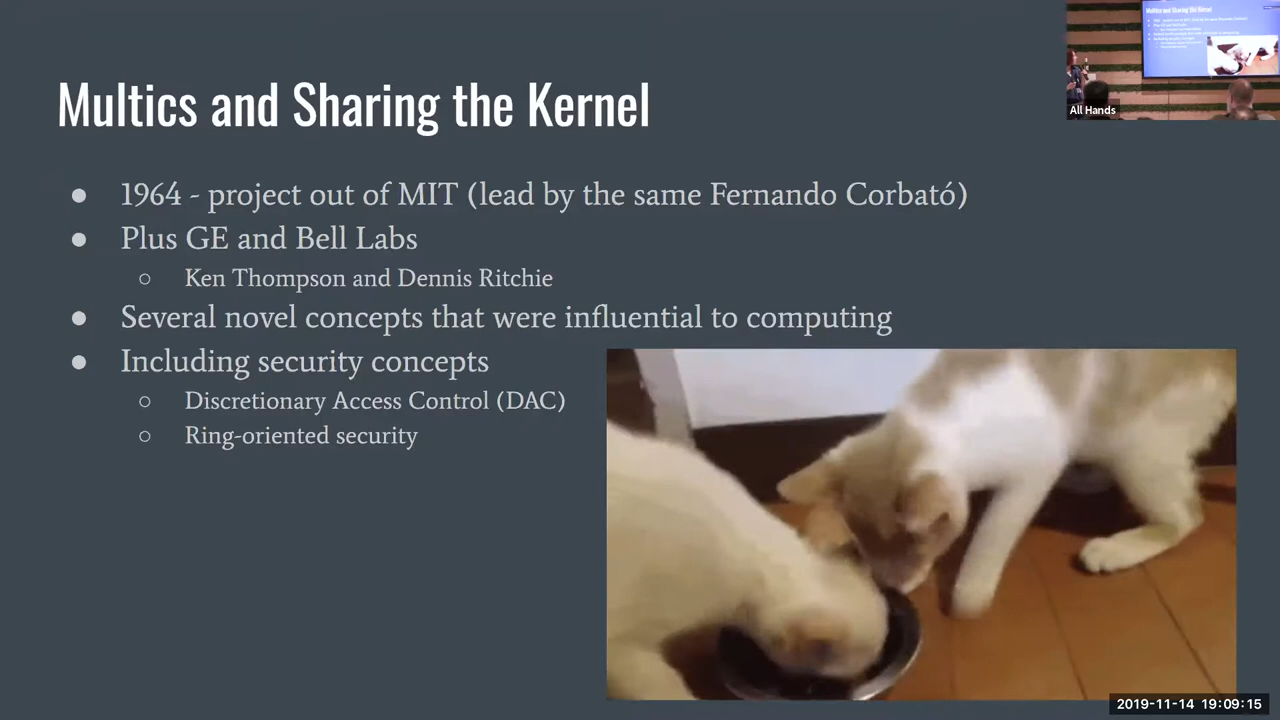 Multics and Sharing the Kernel
All Hands
● 1964 - project out of MIT (lead by the same Fernando Corbató)
● Plus GE and Bell Labs
○ Ken Thompson and Dennis Ritchie
● Several novel concepts that were influential to computing
● Including security concepts
○ Discretionary Access Control (DAC)
○ Ring-oriented security
2019-11-14 19:09:15